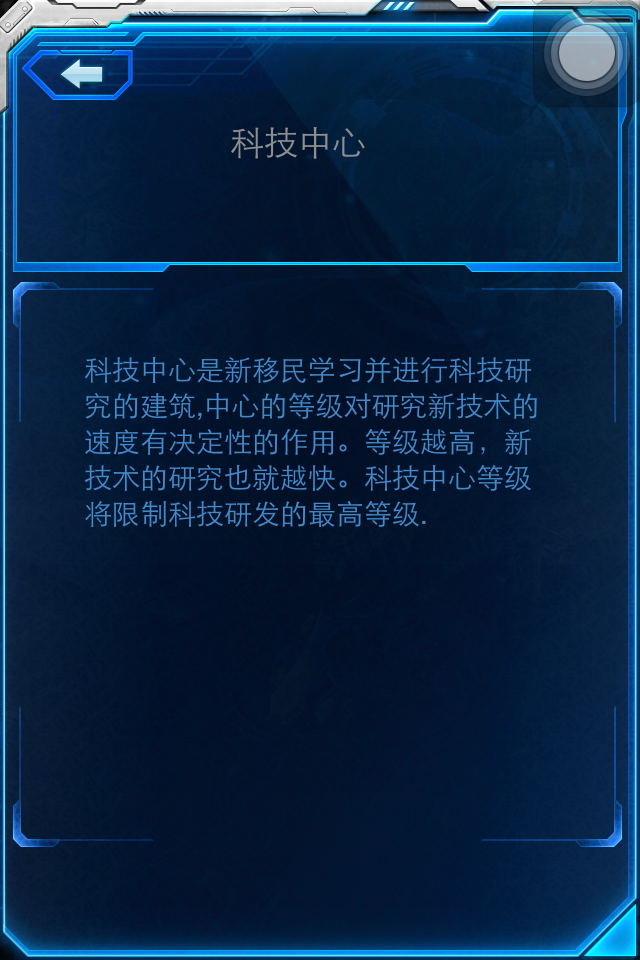 科技中心
科技中心是新移民学习并进行科技研
究的建筑,中心的等级对研究新技术的
速度有决定性的作用。等级越高，新
技术的研究也就越快。科技中心等级
将限制科技研发的最高等级.